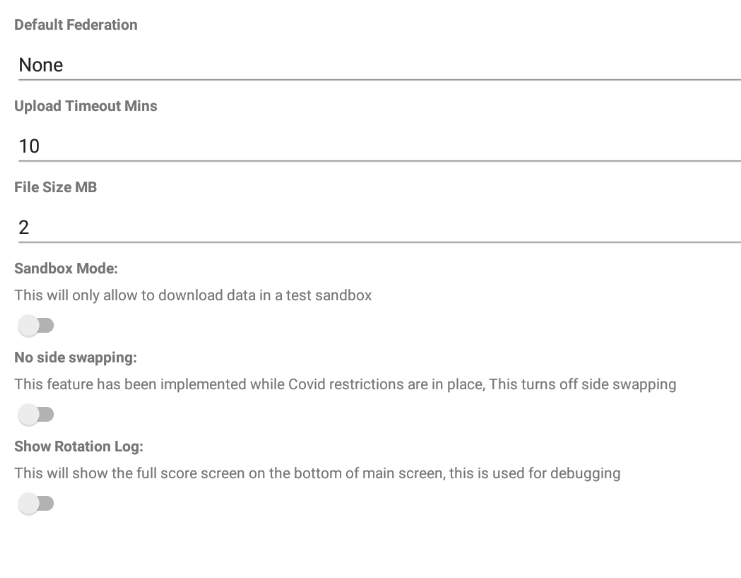 Default Federation
None
Upload Timeout Mins
10
File Size MB
2
Sandbox Mode:
This will only allow to download data in a test sandbox
No side swapping:
This feature has been implemented while Covid restrictions are in place, This turns off side swapping
Show Rotation Log:
This will show the full score screen on the bottom of main screen, this is used for debugging